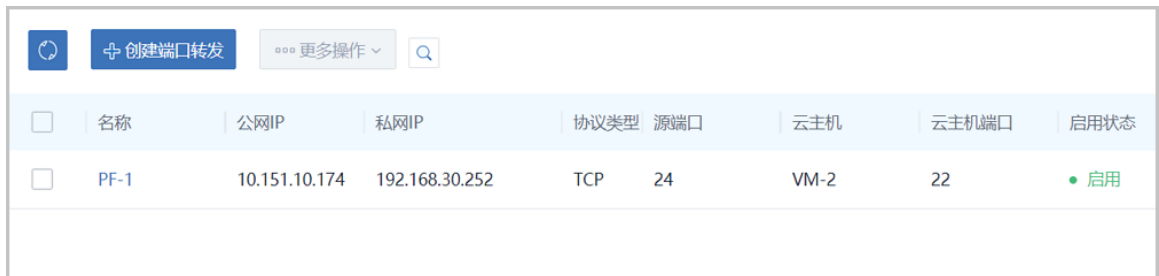 创建端口转发 更多操作
名称 公网IP 私网IP 协议类型 源端口 云主机 云主机端口 启用状态
PF-1 10.151.10.174 192.168.30.252 TCP 24 VM-2 22 启用